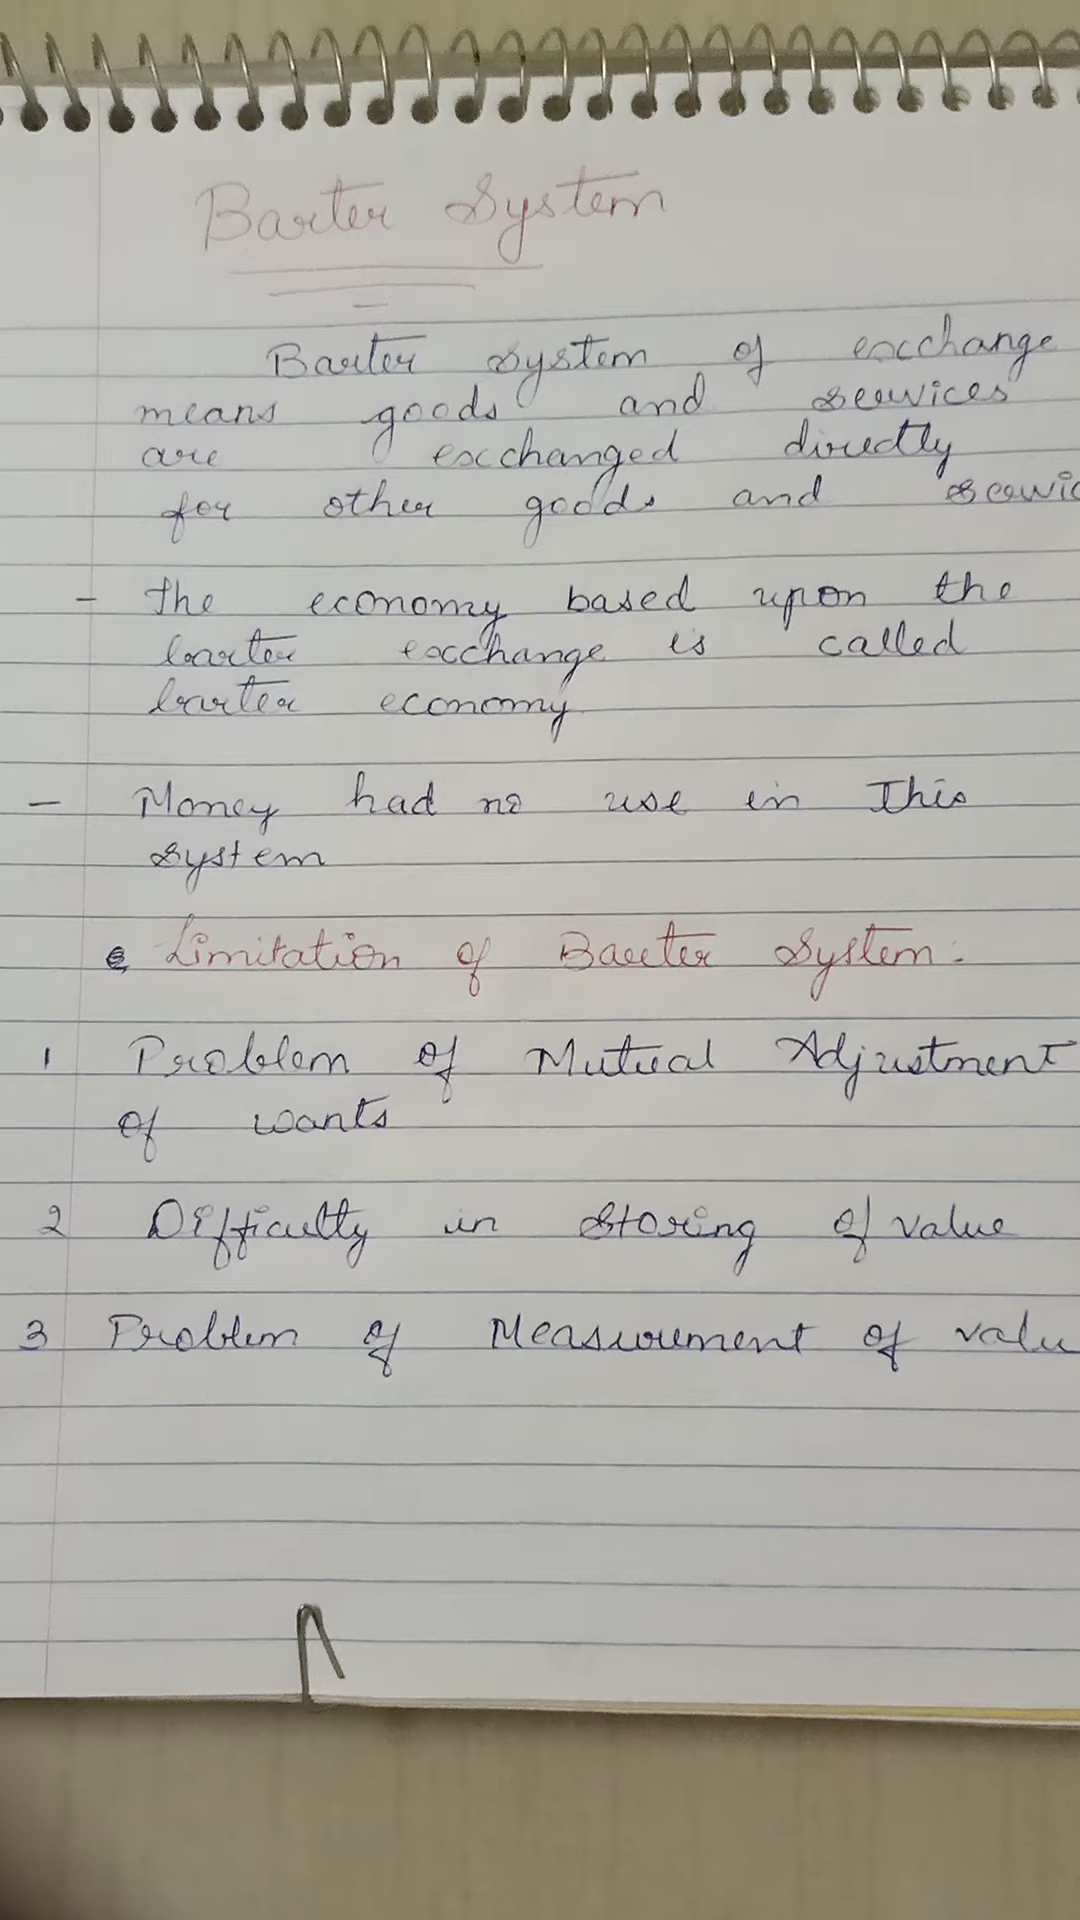 Barter System
Barter system of exchange
means goods and services
are exchanged directly
for other goods and servic
- The economy based upon the
barter exchange is called
barter economy
- Money had no use in This
system
Limitation of Barter System.
1 Problem of Mutual Adjustment
of wants
2 Difficulty in Storing of value
3 Problem of Measurement of valu